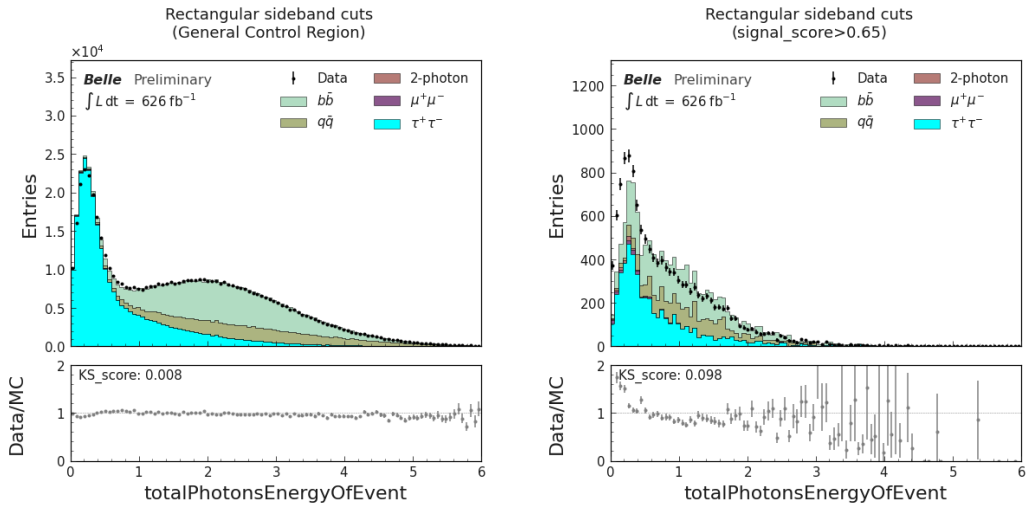 Rectangular sideband cuts
(General Control Region)
×10⁴
3.5
3.0
2.5
2.0
1.5
1.0
0.5
0.0
Entries
Belle Preliminary
∫ L dt = 626 fb⁻¹
Data
bb̄
qq̄
2-photon
μ⁺μ⁻
τ⁺τ⁻
KS_score: 0.008
2
1
0
Data/MC
0 1 2 3 4 5 6
totalPhotonsEnergyOfEvent
Rectangular sideband cuts
(signal_score>0.65)
1200
1000
800
600
400
200
0
Entries
Belle Preliminary
∫ L dt = 626 fb⁻¹
Data
bb̄
qq̄
2-photon
μ⁺μ⁻
τ⁺τ⁻
KS_score: 0.098
2
1
0
Data/MC
0 1 2 3 4 5 6
totalPhotonsEnergyOfEvent